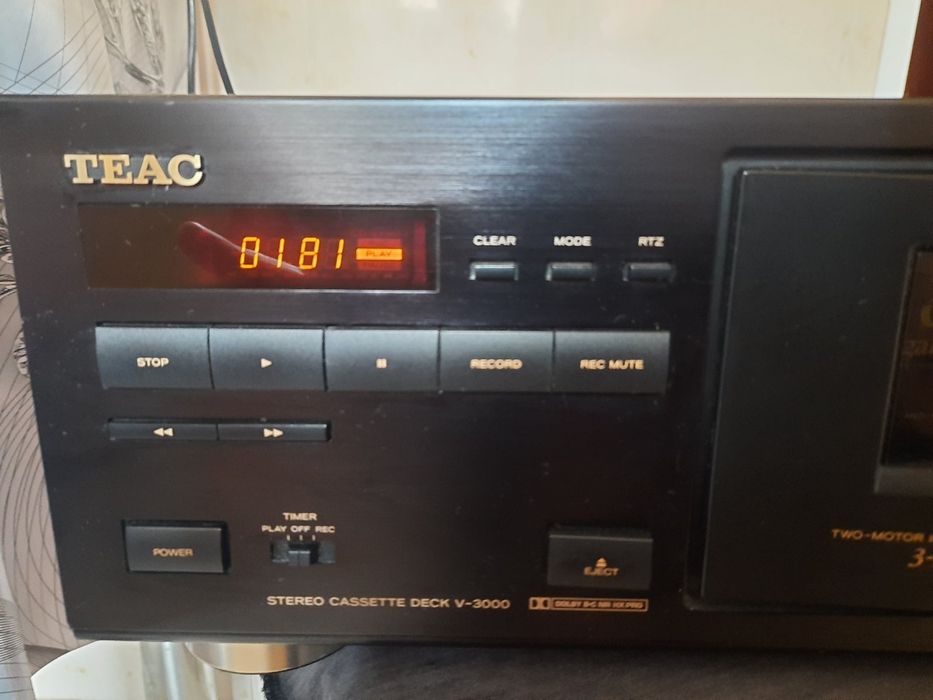 TEAC
0181 PLAY
CLEAR MODE RTZ
STOP RECORD REC MUTE
TIMER
PLAY OFF REC
POWER
EJECT
TWO-MOTOR
3-
STEREO CASSETTE DECK V-3000 DOLBY B-C NR HX PRO